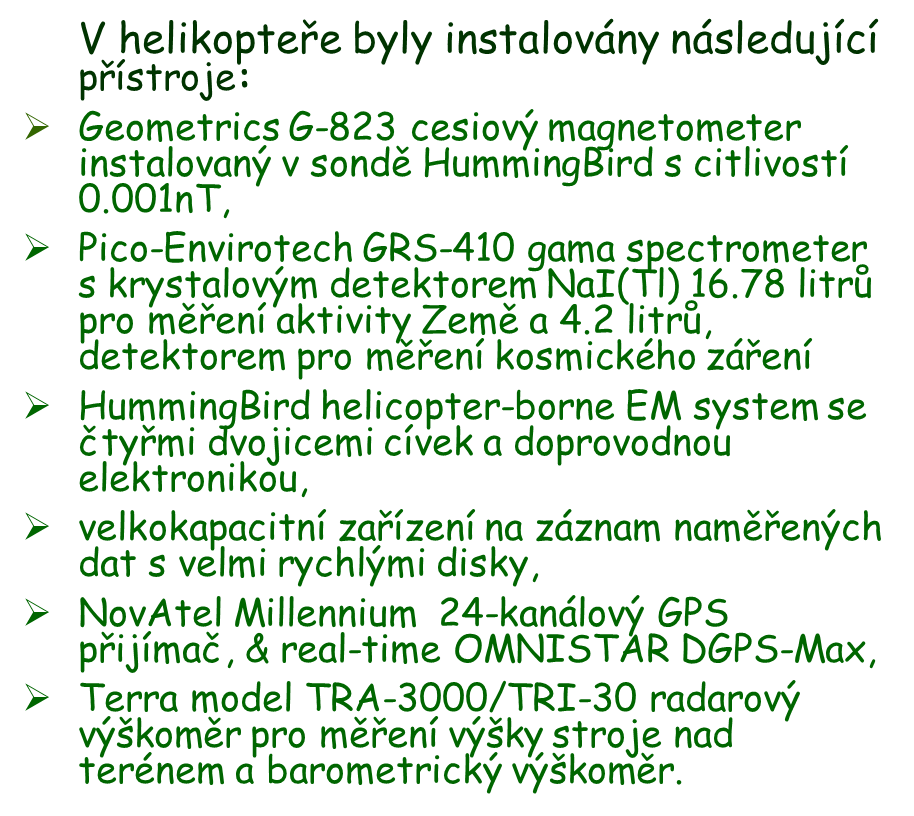 V helikopteře byly instalovány následující
přístroje:
➢ Geometrics G-823 cesiový magnetometer
instalovaný v sondě HummingBird s citlivostí
0.001nT,
➢ Pico-Envirotech GRS-410 gama spectrometer
s krystalovým detektorem NaI(Tl) 16.78 litrů
pro měření aktivity Země a 4.2 litrů,
detektorem pro měření kosmického záření
➢ HummingBird helicopter-borne EM system se
čtyřmi dvojicemi cívek a doprovodnou
elektronikou,
➢ velkokapacitní zařízení na záznam naměřených
dat s velmi rychlými disky,
➢ NovAtel Millennium 24-kanálový GPS
přijímač, & real-time OMNISTAR DGPS-Max,
➢ Terra model TRA-3000/TRI-30 radarový
výškoměr pro měření výšky stroje nad
terénem a barometrický výškoměr.